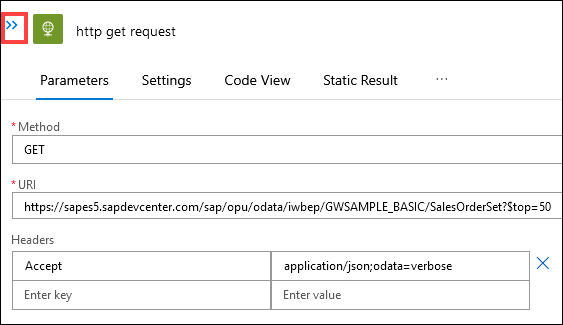 http get request
Parameters Settings Code View Static Result ...
* Method
GET
* URI
https://sapes5.sapdevcenter.com/sap/opu/odata/iwbep/GWSAMPLE_BASIC/SalesOrderSet?$top=50
Headers
Accept application/json;odata=verbose
Enter key Enter value